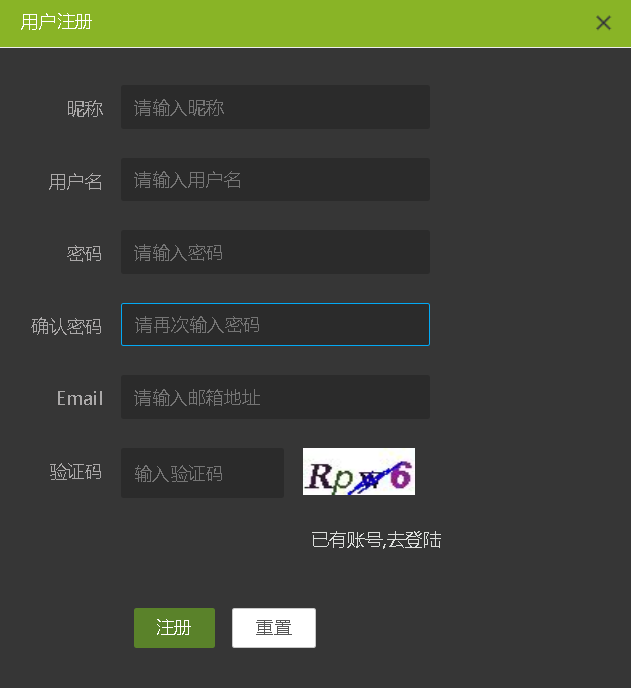 用户注册
昵称 请输入昵称
用户名 请输入用户名
密码 请输入密码
确认密码 请再次输入密码
Email 请输入邮箱地址
验证码 输入验证码 Rpw6
已有账号,去登陆
注册 重置